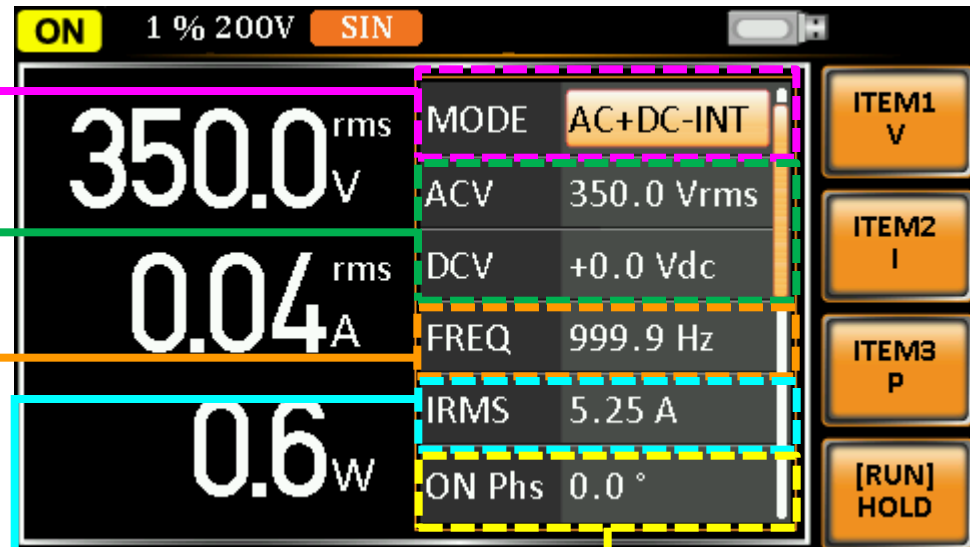 ON 1 % 200V SIN
350.0 rms V
0.04 rms A
0.6 W
MODE AC+DC-INT
ACV 350.0 Vrms
DCV +0.0 Vdc
FREQ 999.9 Hz
IRMS 5.25 A
ON Phs 0.0 °
ITEM1
V
ITEM2
I
ITEM3
P
[RUN]
HOLD